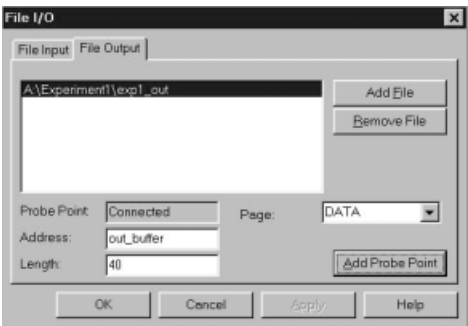 File I/O
File Input File Output
A:\Experiment1\exp1_out
Add File
Remove File
Probe Point: Connected Page: DATA
Address: out_buffer
Length: 40 Add Probe Point
OK Cancel Apply Help